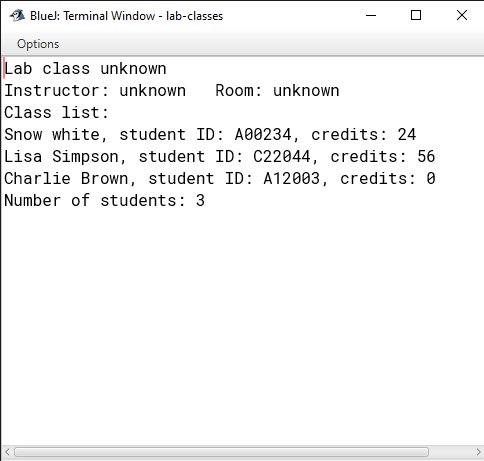 BlueJ: Terminal Window - lab-classes
Options
Lab class unknown
Instructor: unknown   Room: unknown
Class list:
Snow white, student ID: A00234, credits: 24
Lisa Simpson, student ID: C22044, credits: 56
Charlie Brown, student ID: A12003, credits: 0
Number of students: 3